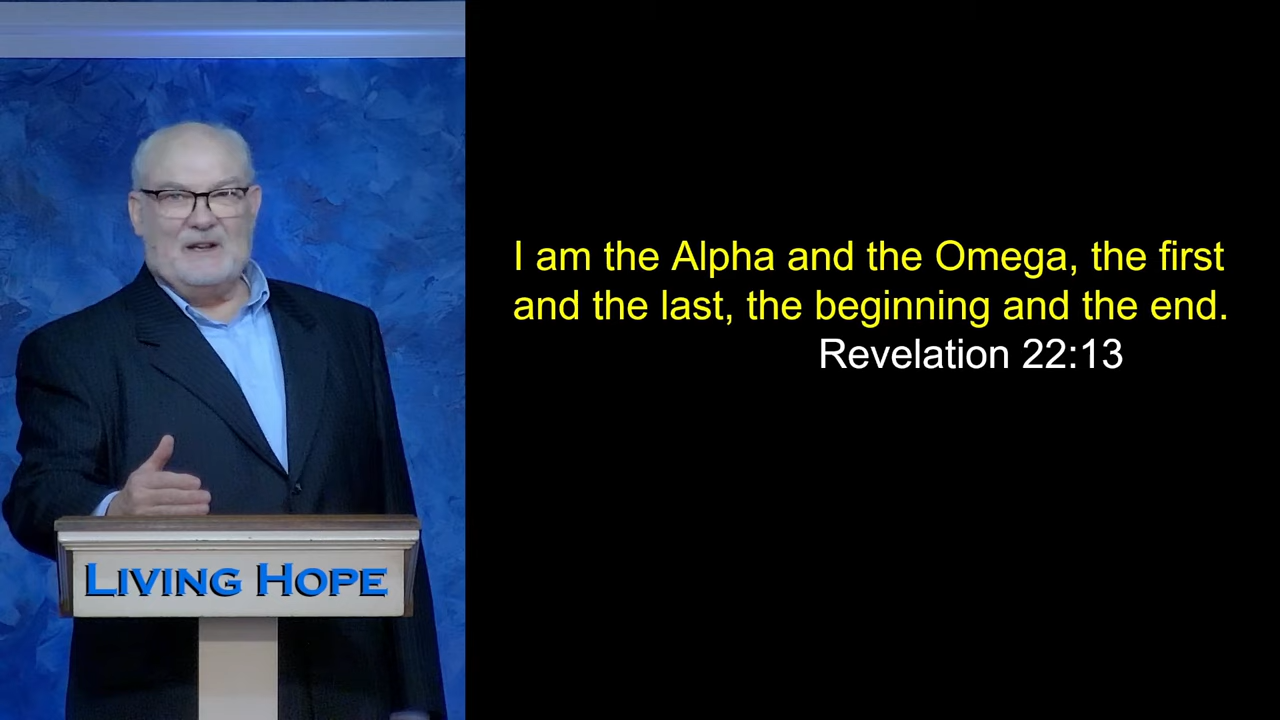 I am the Alpha and the Omega, the first
and the last, the beginning and the end.
Revelation 22:13
LIVING HOPE